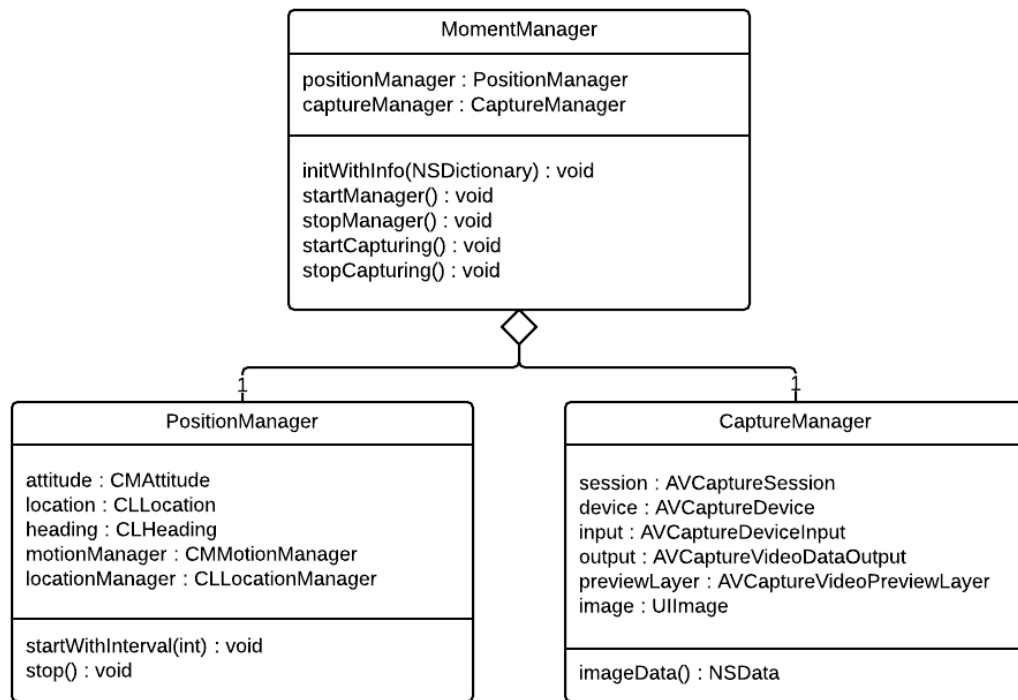 MomentManager
positionManager : PositionManager
captureManager : CaptureManager
initWithInfo(NSDictionary) : void
startManager() : void
stopManager() : void
startCapturing() : void
stopCapturing() : void
1
1
PositionManager
attitude : CMAttitude
location : CLLocation
heading : CLHeading
motionManager : CMMotionManager
locationManager : CLLocationManager
startWithInterval(int) : void
stop() : void
CaptureManager
session : AVCaptureSession
device : AVCaptureDevice
input : AVCaptureDeviceInput
output : AVCaptureVideoDataOutput
previewLayer : AVCaptureVideoPreviewLayer
image : UIImage
imageData() : NSData